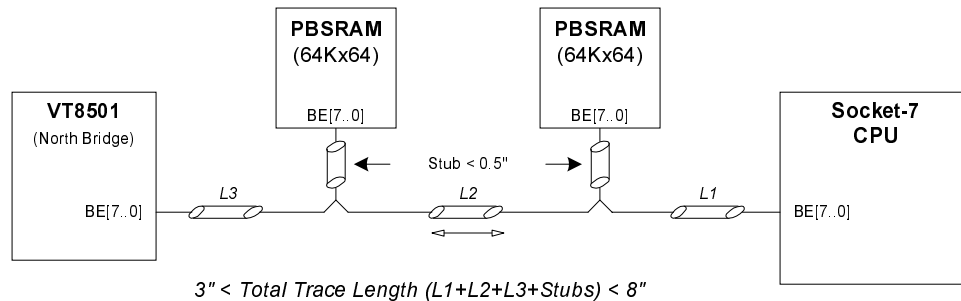 PBSRAM
(64Kx64)
BE[7..0]
PBSRAM
(64Kx64)
BE[7..0]
VT8501
(North Bridge)
BE[7..0]
Socket-7
CPU
BE[7..0]
Stub < 0.5"
L3
L2
L1
3" < Total Trace Length (L1+L2+L3+Stubs) < 8"